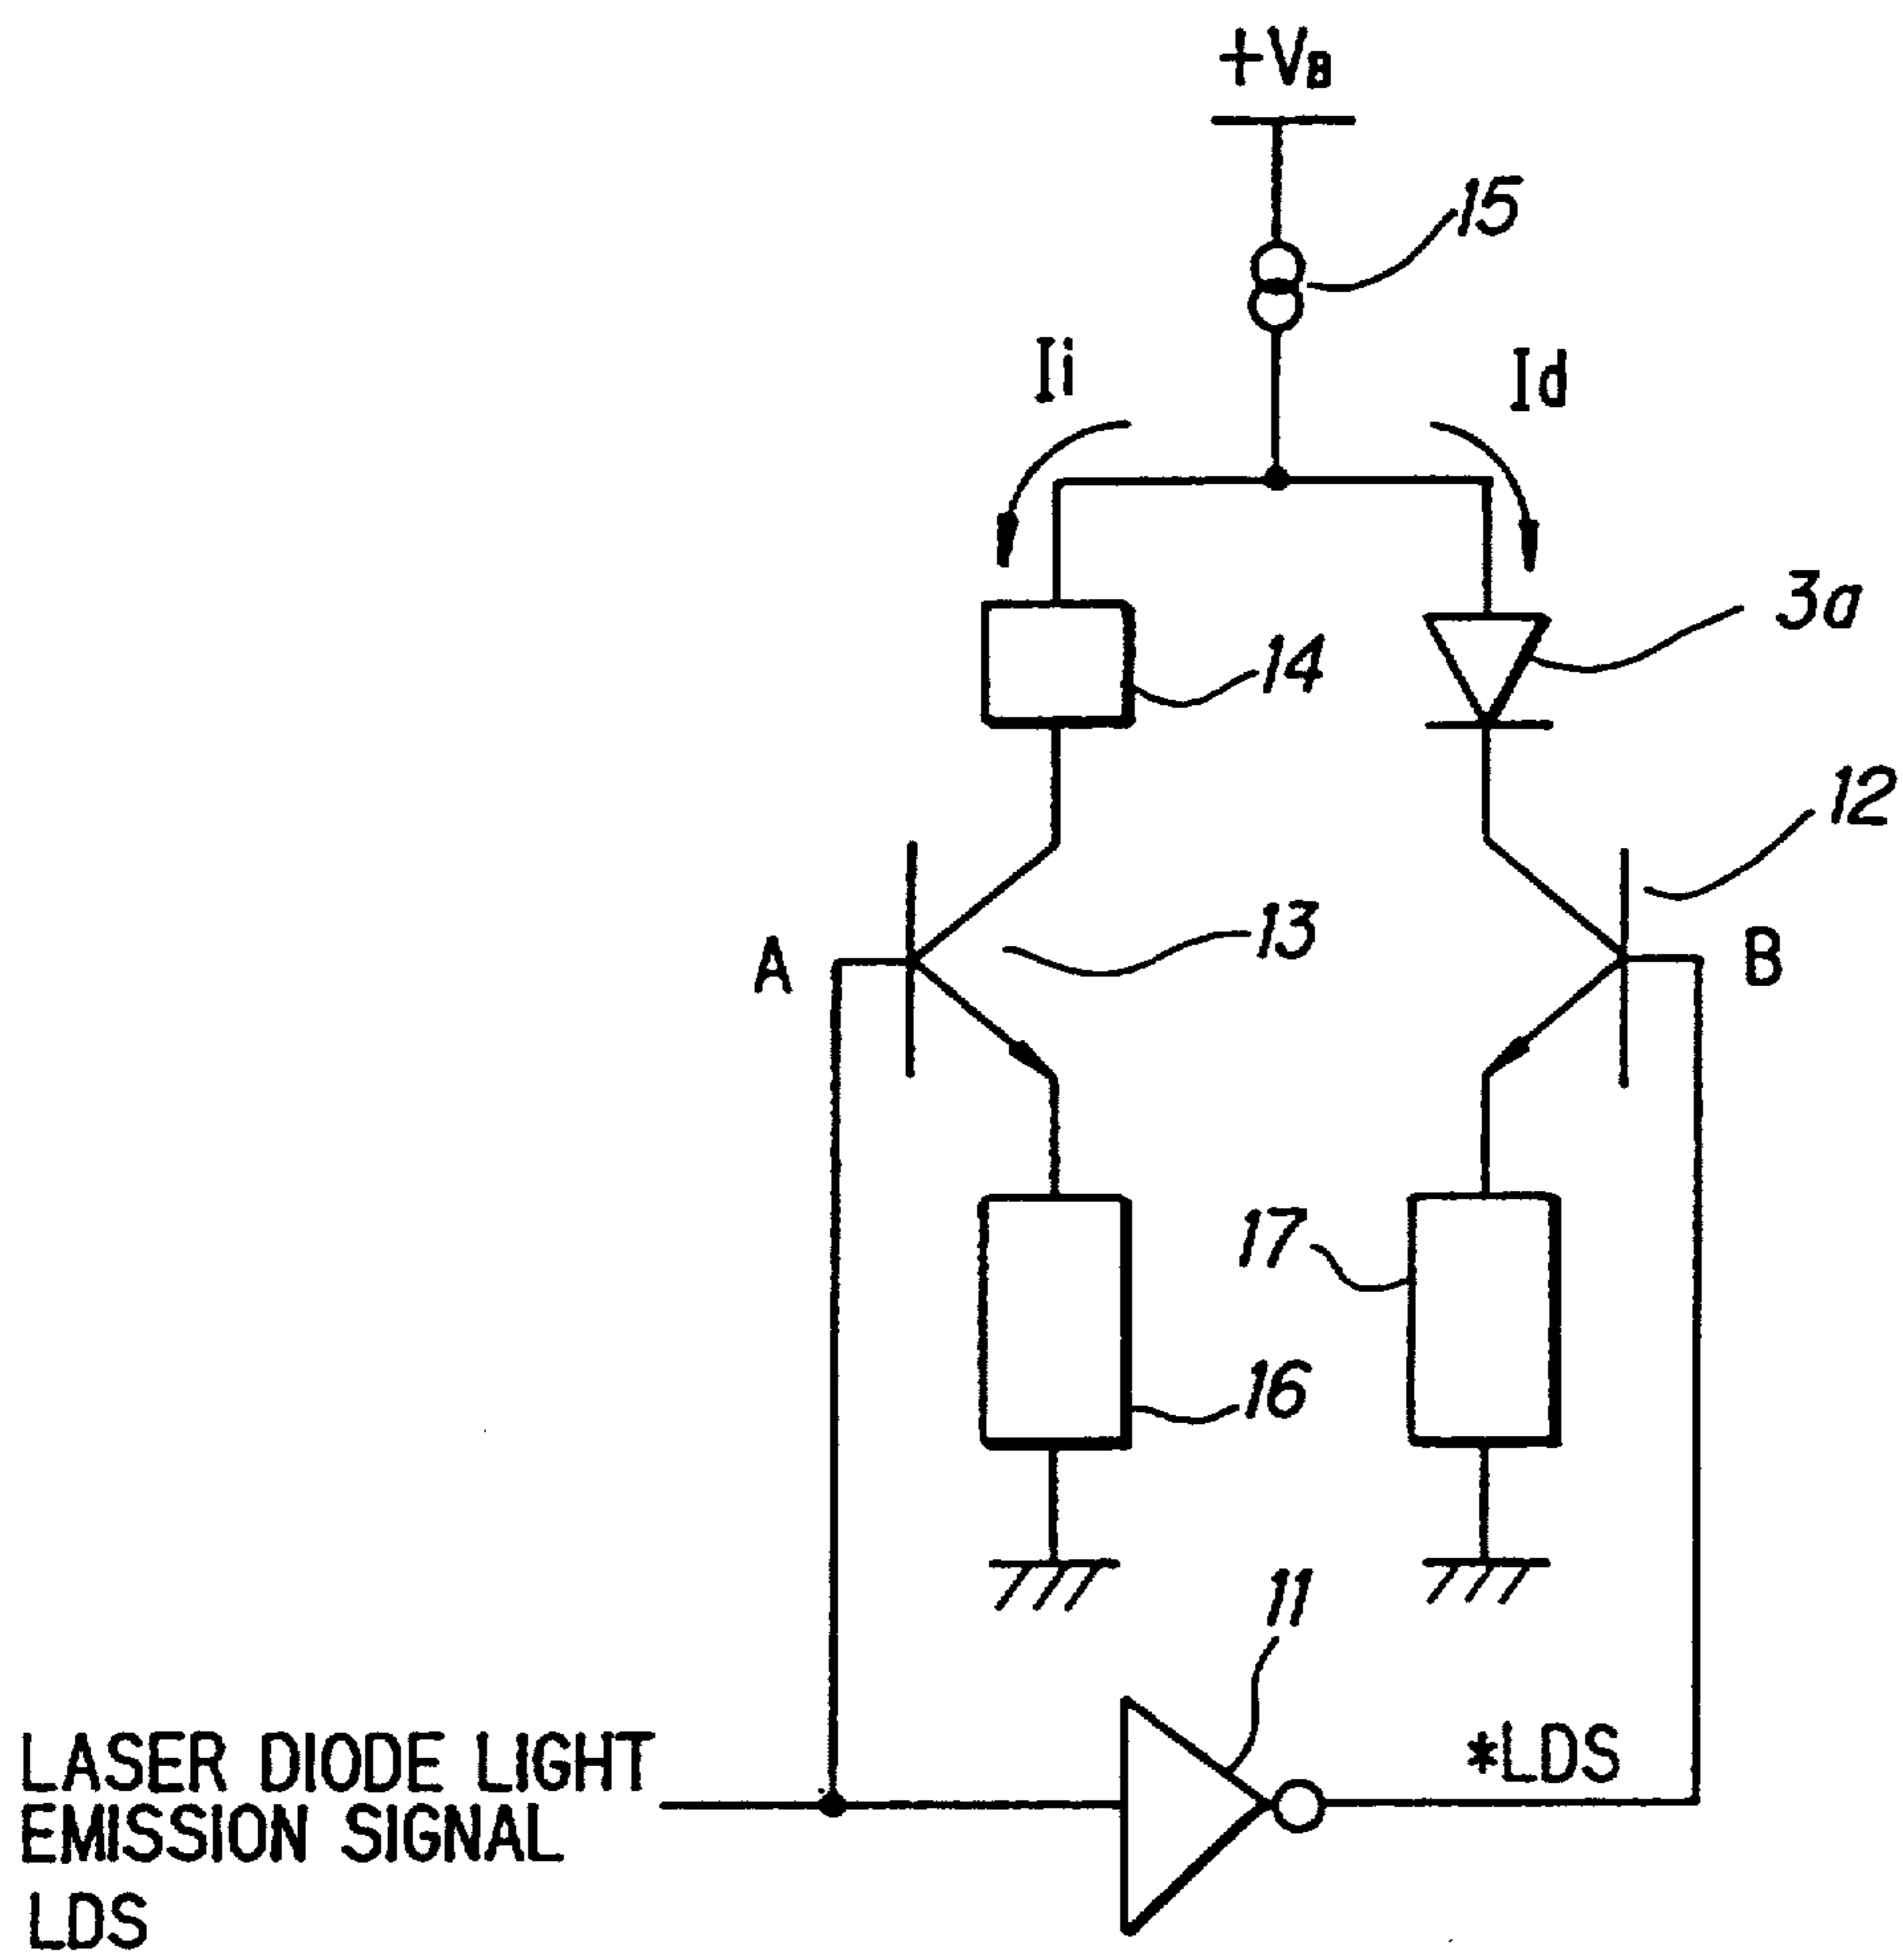 +VB
15
Ii
Id
3a
14
12
13
A
B
17
16
11
LASER DIODE LIGHT
EMISSION SIGNAL
LDS
*LDS